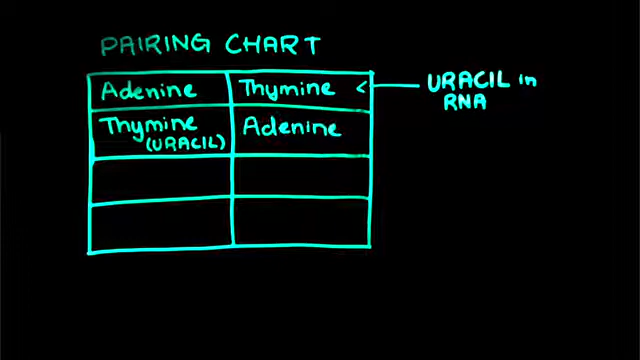 PAIRING CHART
Adenine Thymine
URACIL in
RNA
Thymine Adenine
(URACIL)